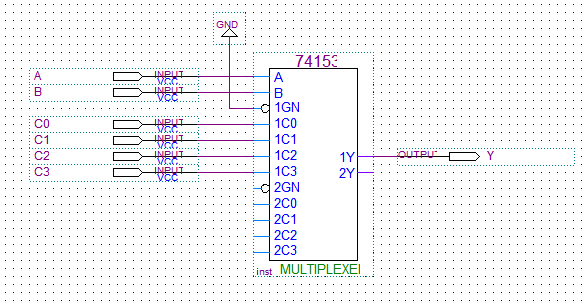 GND
74153
A INPUT VCC A
B INPUT VCC B
1GN
C0 INPUT VCC 1C0
C1 INPUT VCC 1C1
C2 INPUT VCC 1C2 1Y OUTPUT Y
C3 INPUT VCC 1C3 2Y
2GN
2C0
2C1
2C2
2C3
inst MULTIPLEXEI